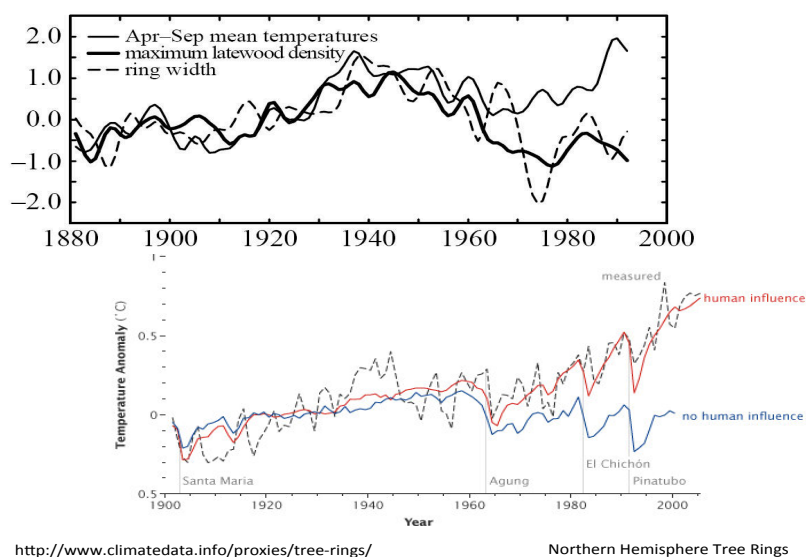 2.0
1.0
0.0
−1.0
−2.0
Apr–Sep mean temperatures
maximum latewood density
ring width
1880 1900 1920 1940 1960 1980 2000
1
0.5
0
0.5
Temperature Anomaly (˚C)
measured
human influence
no human influence
Santa Maria
Agung
El Chichón
Pinatubo
1900 1920 1940 1960 1980 2000
Year
http://www.climatedata.info/proxies/tree-rings/ Northern Hemisphere Tree Rings